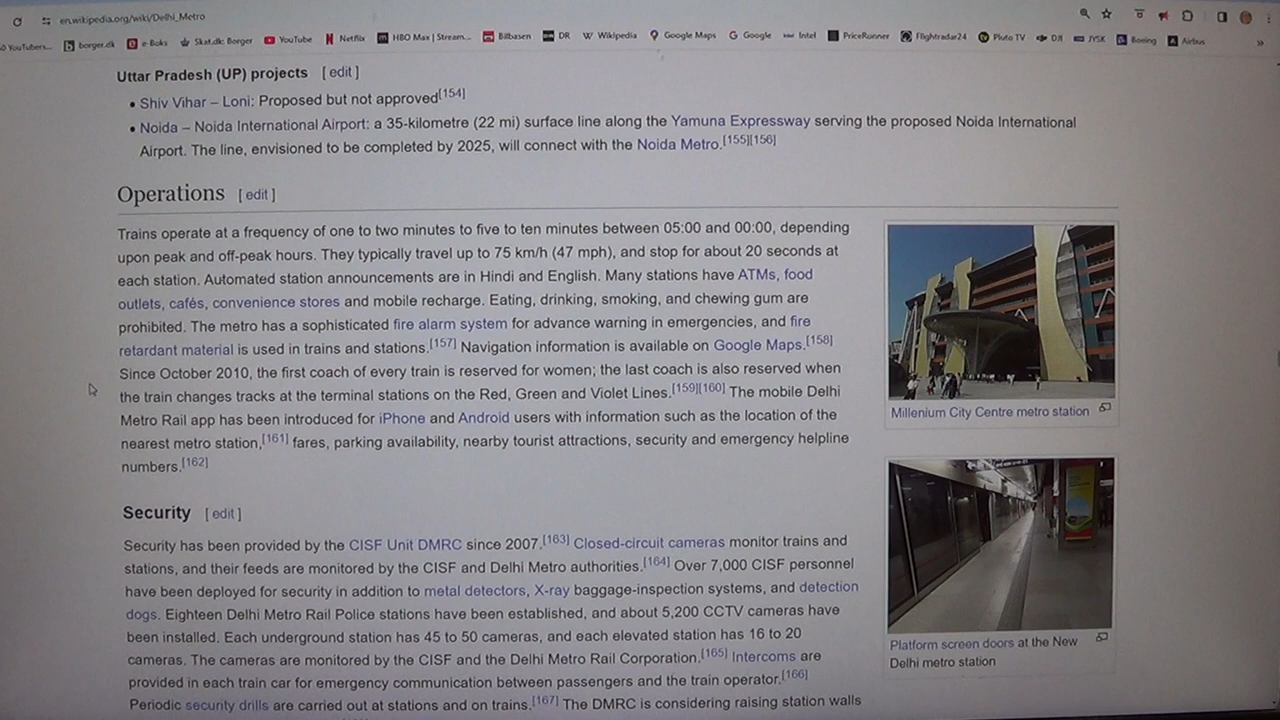 en.wikipedia.org/wiki/Delhi_Metro
YouTubers... borger.dk e-Boks Skat.dk: Borger YouTube Netflix HBO Max | Stream... Bilbasen DR Wikipedia Google Maps Google Intel PriceRunner Flightradar24 Pluto TV DJI JYSK Boeing Airbus »
Uttar Pradesh (UP) projects [ edit ]
• Shiv Vihar – Loni: Proposed but not approved[154]
• Noida – Noida International Airport: a 35-kilometre (22 mi) surface line along the Yamuna Expressway serving the proposed Noida International
Airport. The line, envisioned to be completed by 2025, will connect with the Noida Metro.[155][156]
Operations [ edit ]
Trains operate at a frequency of one to two minutes to five to ten minutes between 05:00 and 00:00, depending
upon peak and off-peak hours. They typically travel up to 75 km/h (47 mph), and stop for about 20 seconds at
each station. Automated station announcements are in Hindi and English. Many stations have ATMs, food
outlets, cafés, convenience stores and mobile recharge. Eating, drinking, smoking, and chewing gum are
prohibited. The metro has a sophisticated fire alarm system for advance warning in emergencies, and fire
retardant material is used in trains and stations.[157] Navigation information is available on Google Maps.[158]
Since October 2010, the first coach of every train is reserved for women; the last coach is also reserved when
the train changes tracks at the terminal stations on the Red, Green and Violet Lines.[159][160] The mobile Delhi
Metro Rail app has been introduced for iPhone and Android users with information such as the location of the
nearest metro station,[161] fares, parking availability, nearby tourist attractions, security and emergency helpline
numbers.[162]
Millenium City Centre metro station
Security [ edit ]
Security has been provided by the CISF Unit DMRC since 2007.[163] Closed-circuit cameras monitor trains and
stations, and their feeds are monitored by the CISF and Delhi Metro authorities.[164] Over 7,000 CISF personnel
have been deployed for security in addition to metal detectors, X-ray baggage-inspection systems, and detection
dogs. Eighteen Delhi Metro Rail Police stations have been established, and about 5,200 CCTV cameras have
been installed. Each underground station has 45 to 50 cameras, and each elevated station has 16 to 20
cameras. The cameras are monitored by the CISF and the Delhi Metro Rail Corporation.[165] Intercoms are
provided in each train car for emergency communication between passengers and the train operator.[166]
Periodic security drills are carried out at stations and on trains.[167] The DMRC is considering raising station walls
Platform screen doors at the New
Delhi metro station